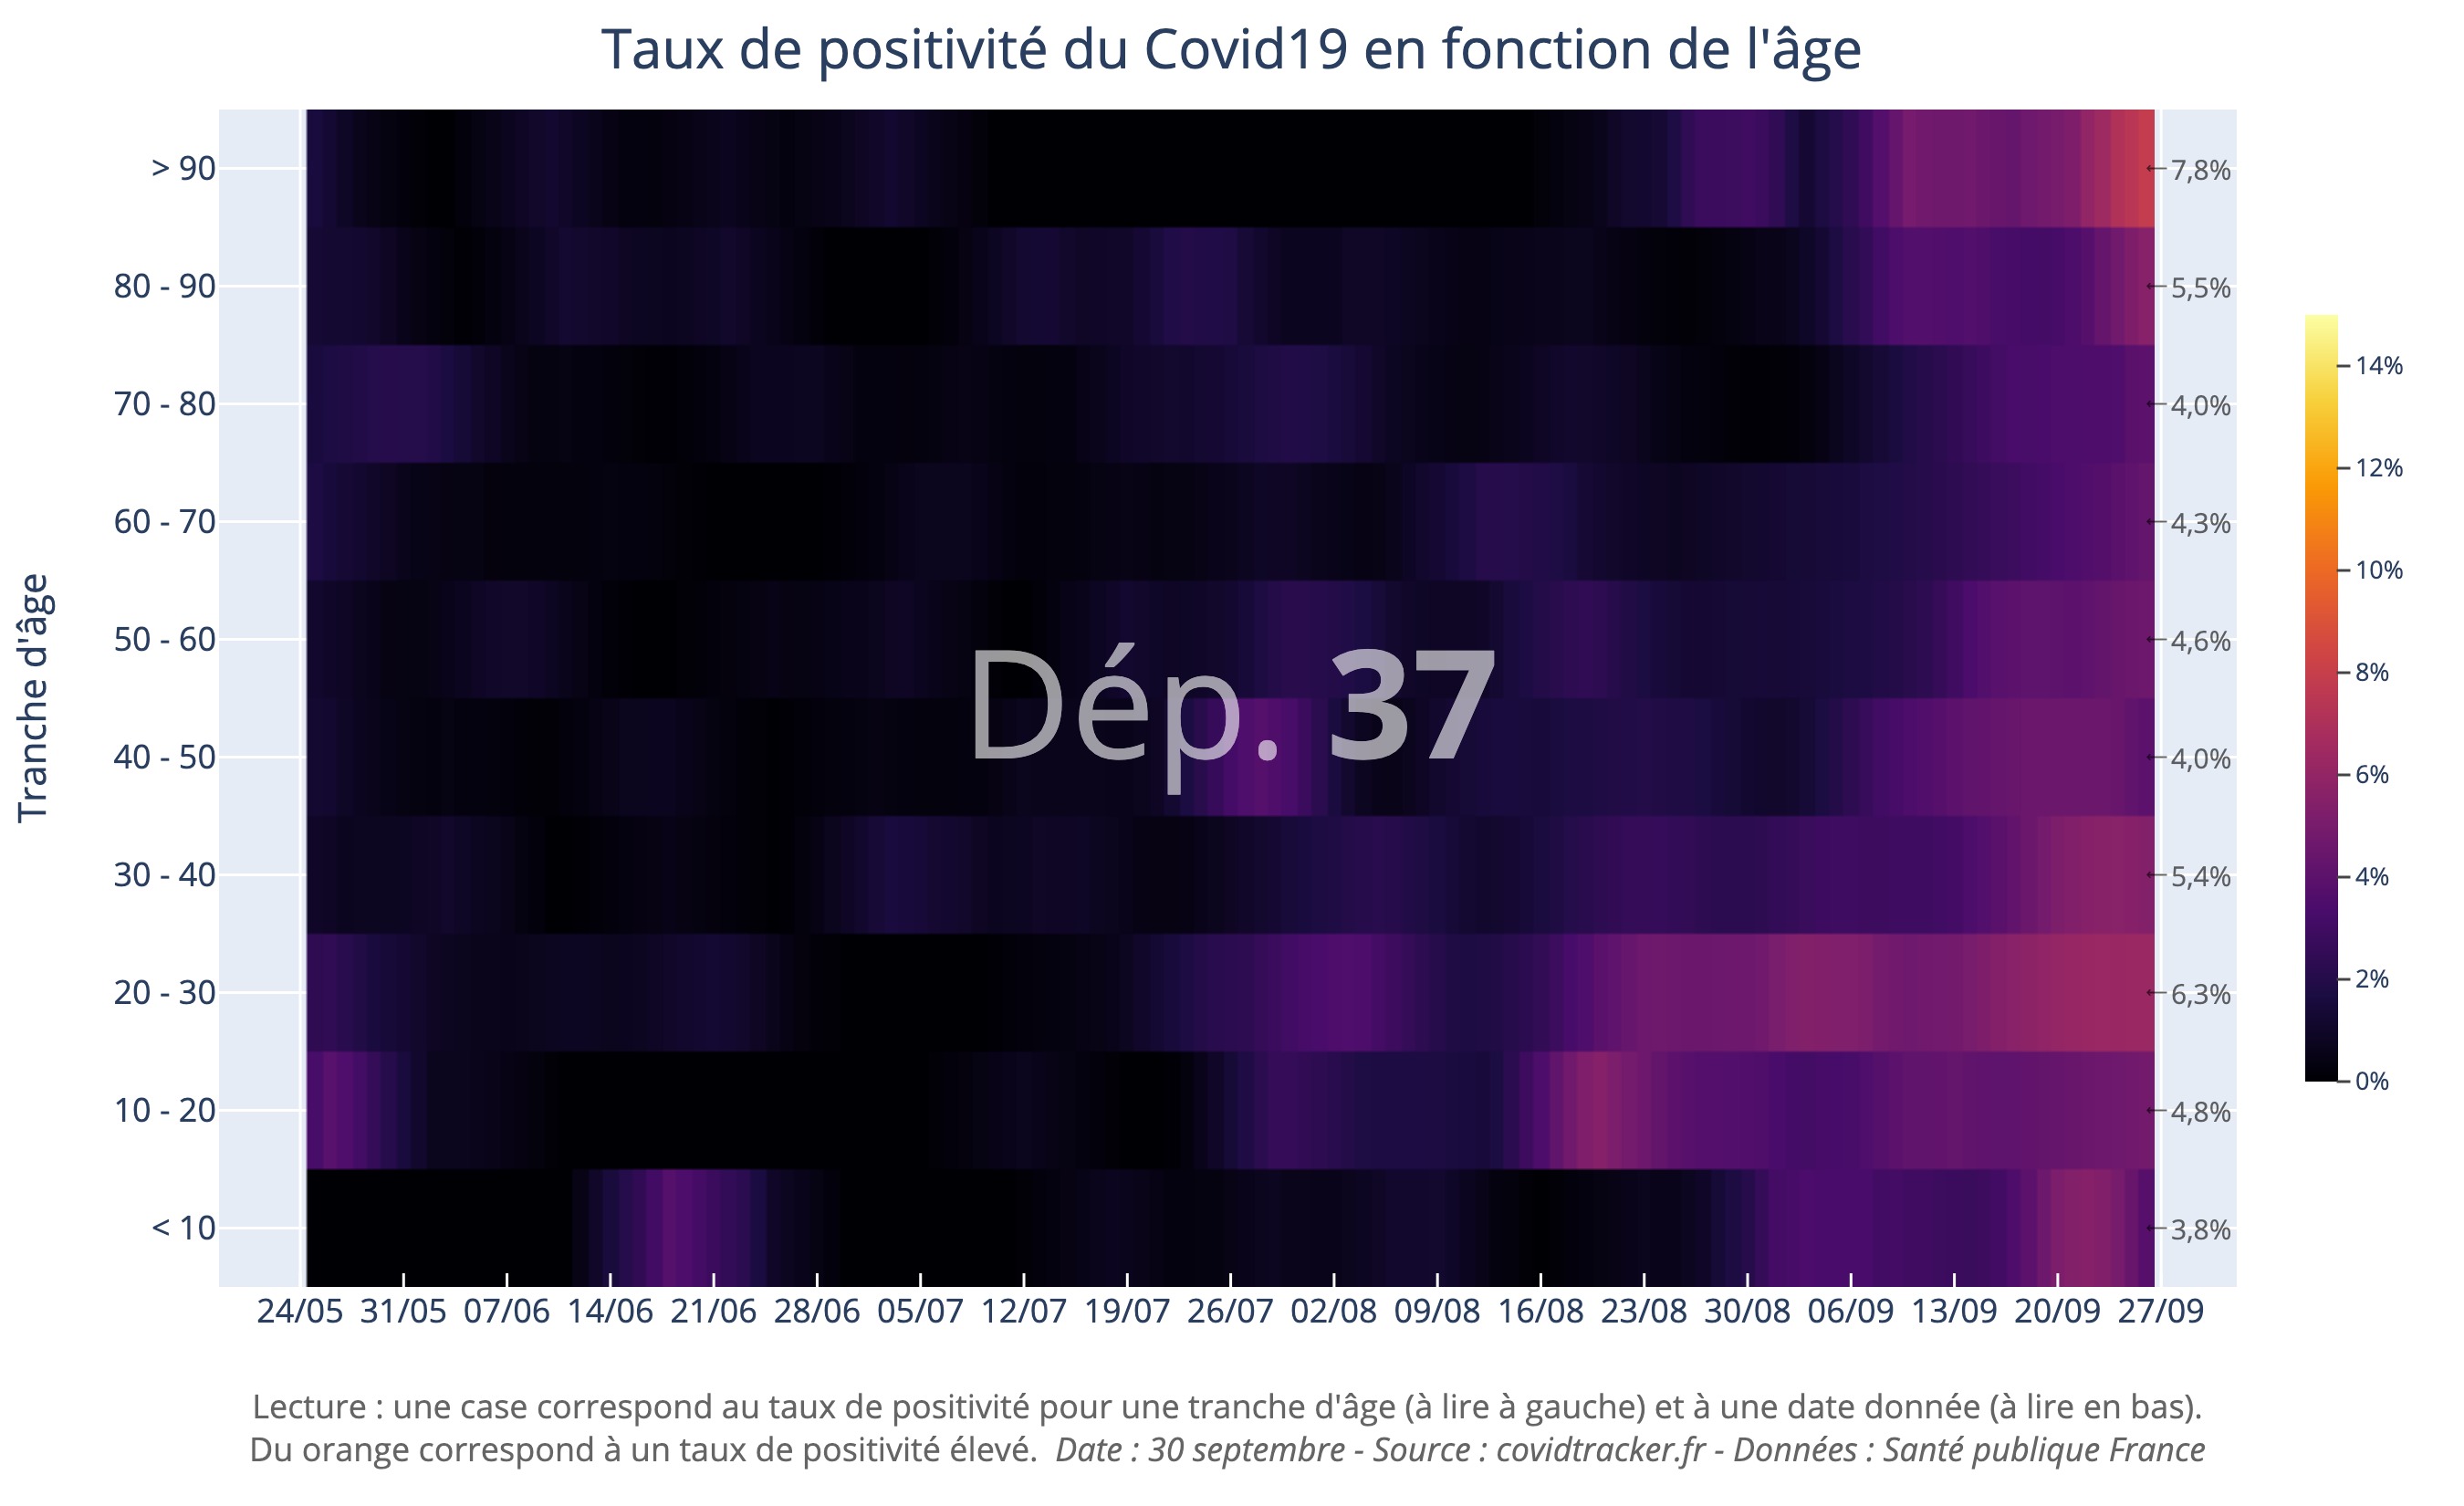 Taux de positivité du Covid19 en fonction de l'âge
Tranche d'âge
> 90
80 - 90
70 - 80
60 - 70
50 - 60
40 - 50
30 - 40
20 - 30
10 - 20
< 10
Dép. 37
7,8%
5,5%
4,0%
4,3%
4,6%
4,0%
5,4%
6,3%
4,8%
3,8%
14%
12%
10%
8%
6%
4%
2%
0%
24/05 31/05 07/06 14/06 21/06 28/06 05/07 12/07 19/07 26/07 02/08 09/08 16/08 23/08 30/08 06/09 13/09 20/09 27/09
Lecture : une case correspond au taux de positivité pour une tranche d'âge (à lire à gauche) et à une date donnée (à lire en bas).
Du orange correspond à un taux de positivité élevé. Date : 30 septembre - Source : covidtracker.fr - Données : Santé publique France